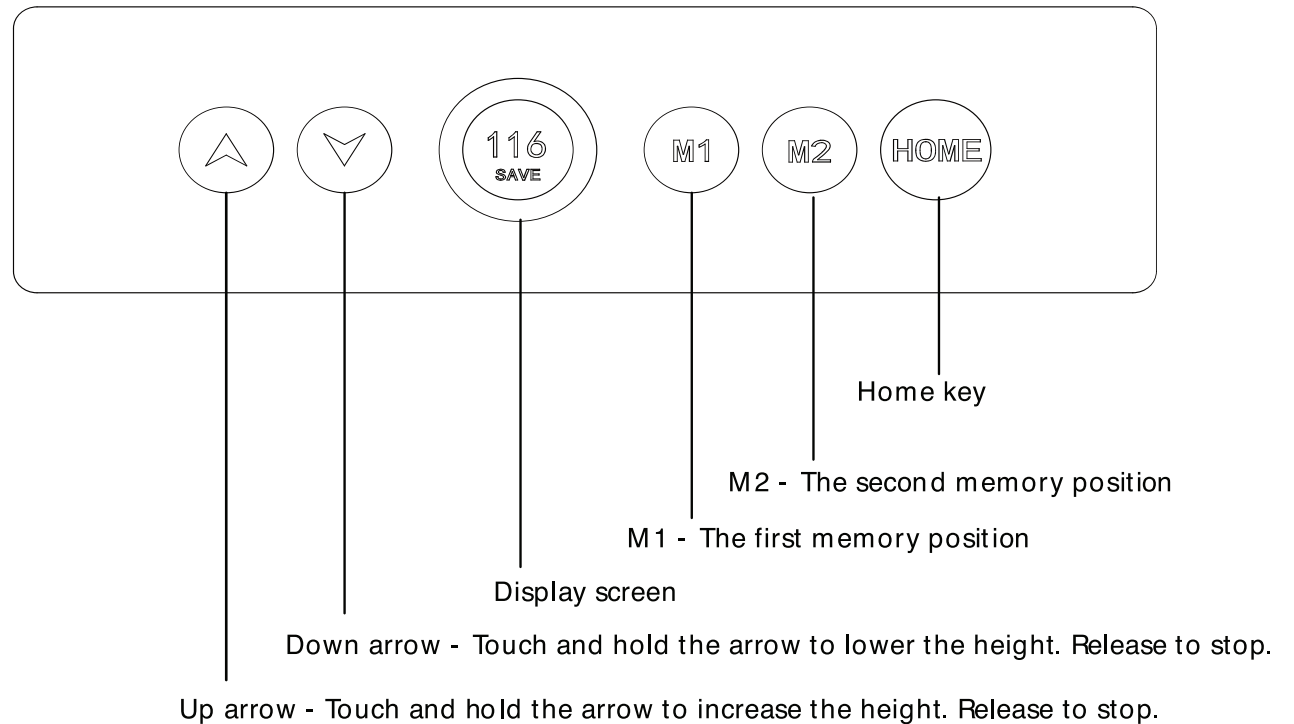 116
SAVE
M1
M2
HOME
Home key
M2 - The second memory position
M1 - The first memory position
Display screen
Down arrow - Touch and hold the arrow to lower the height. Release to stop.
Up arrow - Touch and hold the arrow to increase the height. Release to stop.